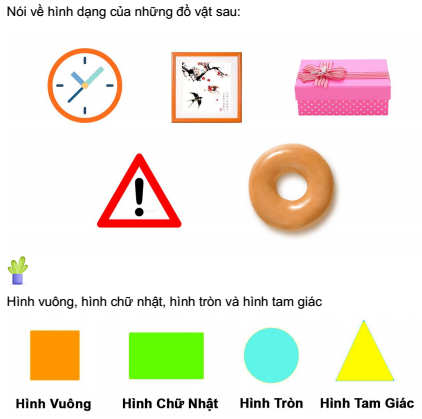 Nói về hình dạng của những đồ vật sau:
Hình vuông, hình chữ nhật, hình tròn và hình tam giác
Hình Vuông Hình Chữ Nhật Hình Tròn Hình Tam Giác